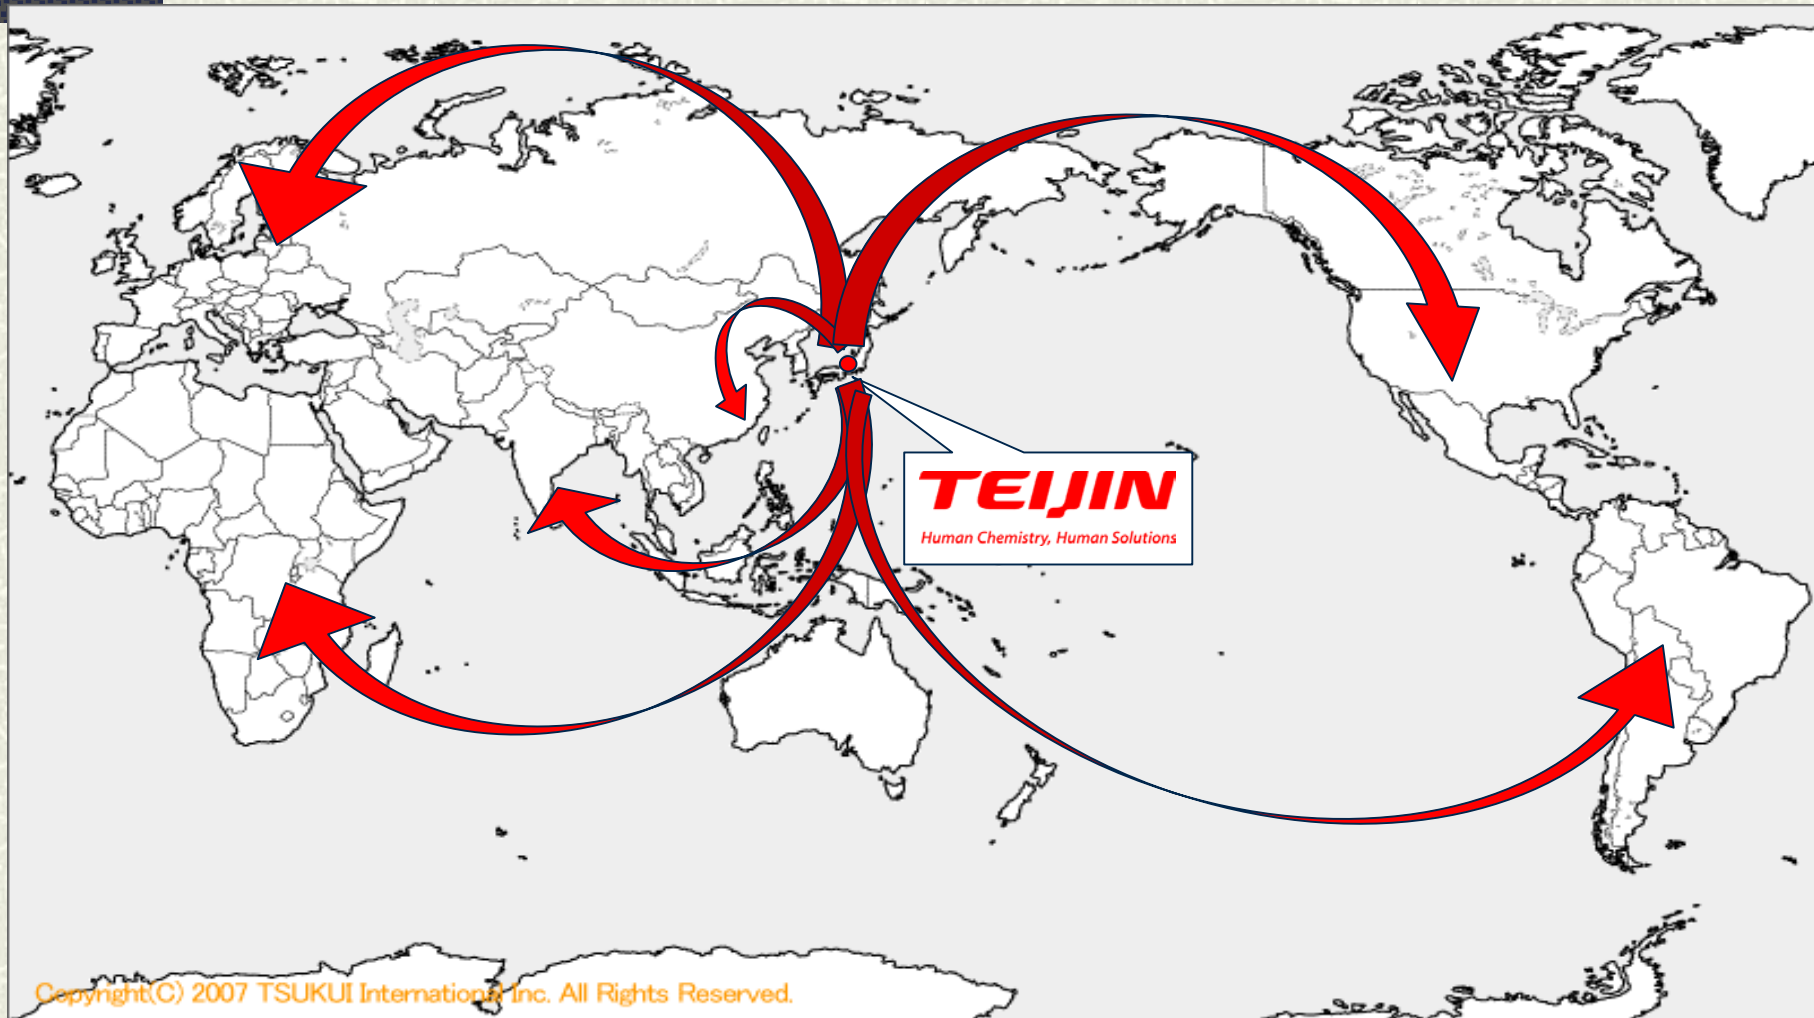 TEIJIN
Human Chemistry, Human Solutions
Copyright(C) 2007 TSUKUI International Inc. All Rights Reserved.